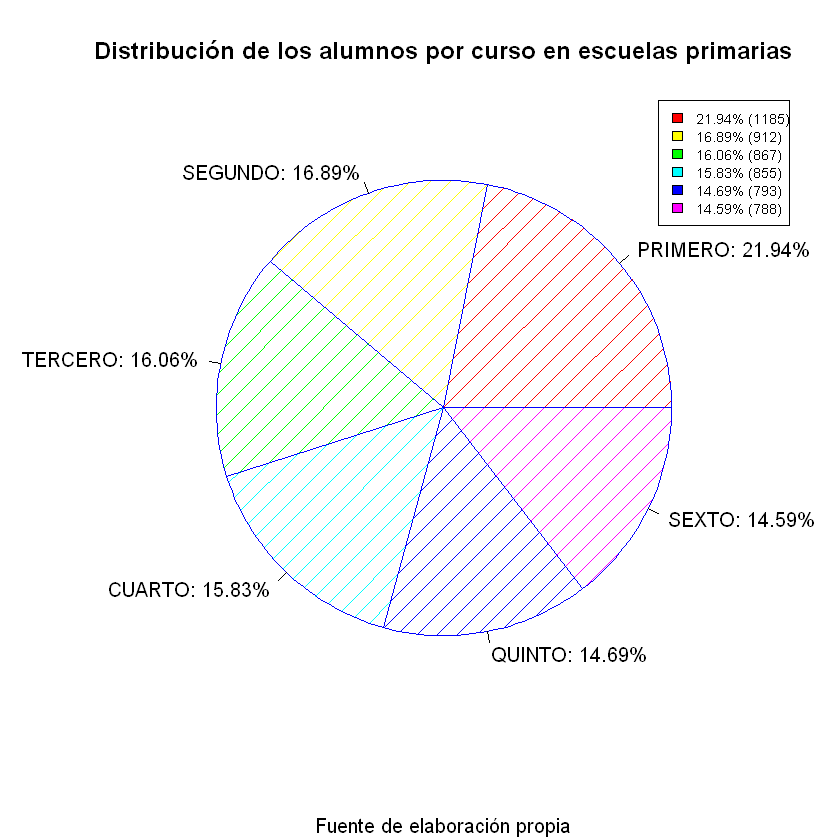 Distribución de los alumnos por curso en escuelas primarias
21.94% (1185)
16.89% (912)
16.06% (867)
15.83% (855)
14.69% (793)
14.59% (788)
SEGUNDO: 16.89%
PRIMERO: 21.94%
TERCERO: 16.06%
SEXTO: 14.59%
CUARTO: 15.83%
QUINTO: 14.69%
Fuente de elaboración propia